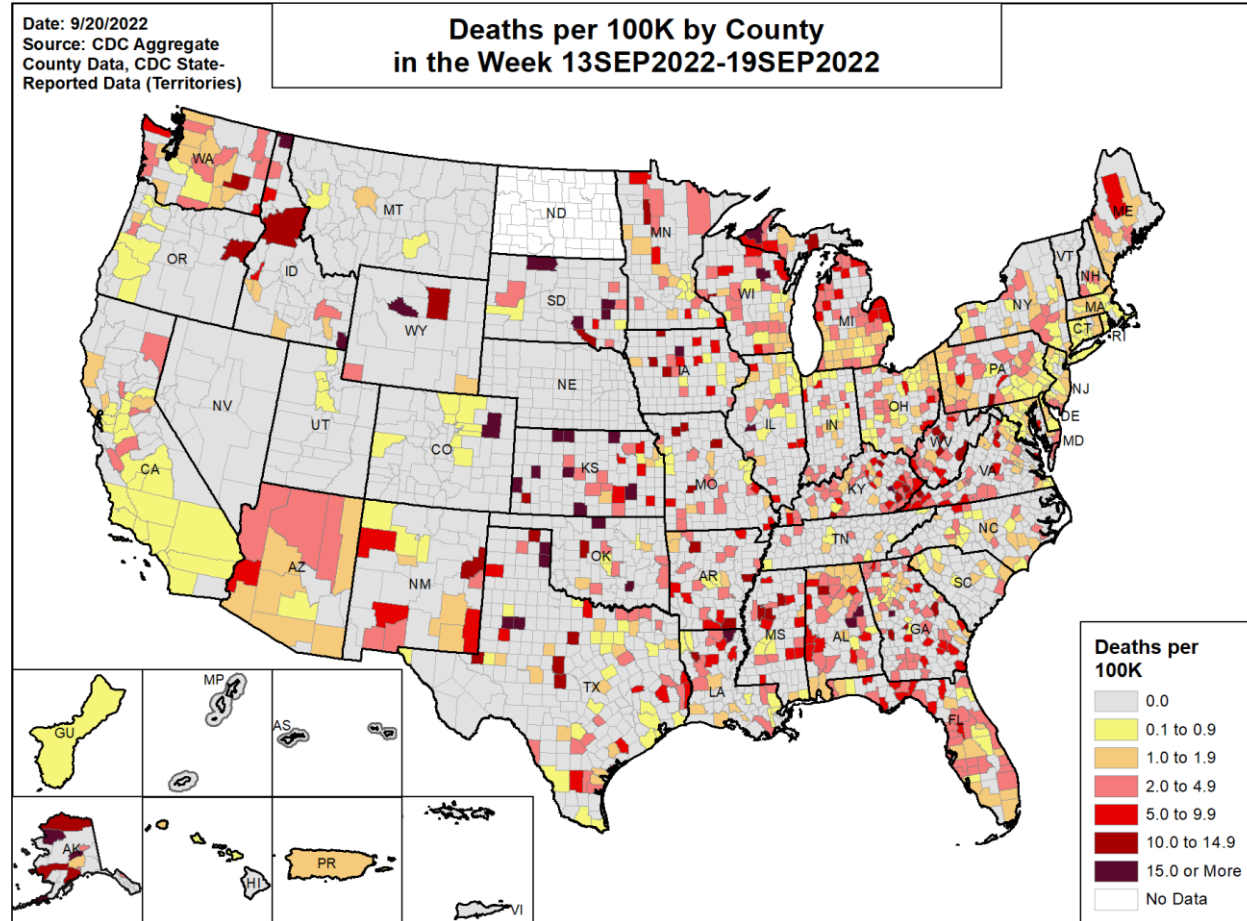 Date: 9/20/2022
Source: CDC Aggregate
County Data, CDC State-
Reported Data (Territories)
Deaths per 100K by County
in the Week 13SEP2022-19SEP2022
WA
MT
ND
MN
ME
OR
ID
SD
WI
VT
NH
NY
MA
WY
MI
CT
RI
IA
PA
NE
NJ
NV
OH
UT
IL
IN
DE
CO
WV
MD
CA
KS
MO
VA
KY
NC
TN
AZ
OK
NM
AR
SC
MS
AL
GA
TX
LA
FL
MP
GU
AS
AK
HI
PR
VI
Deaths per
100K
0.0
0.1 to 0.9
1.0 to 1.9
2.0 to 4.9
5.0 to 9.9
10.0 to 14.9
15.0 or More
No Data